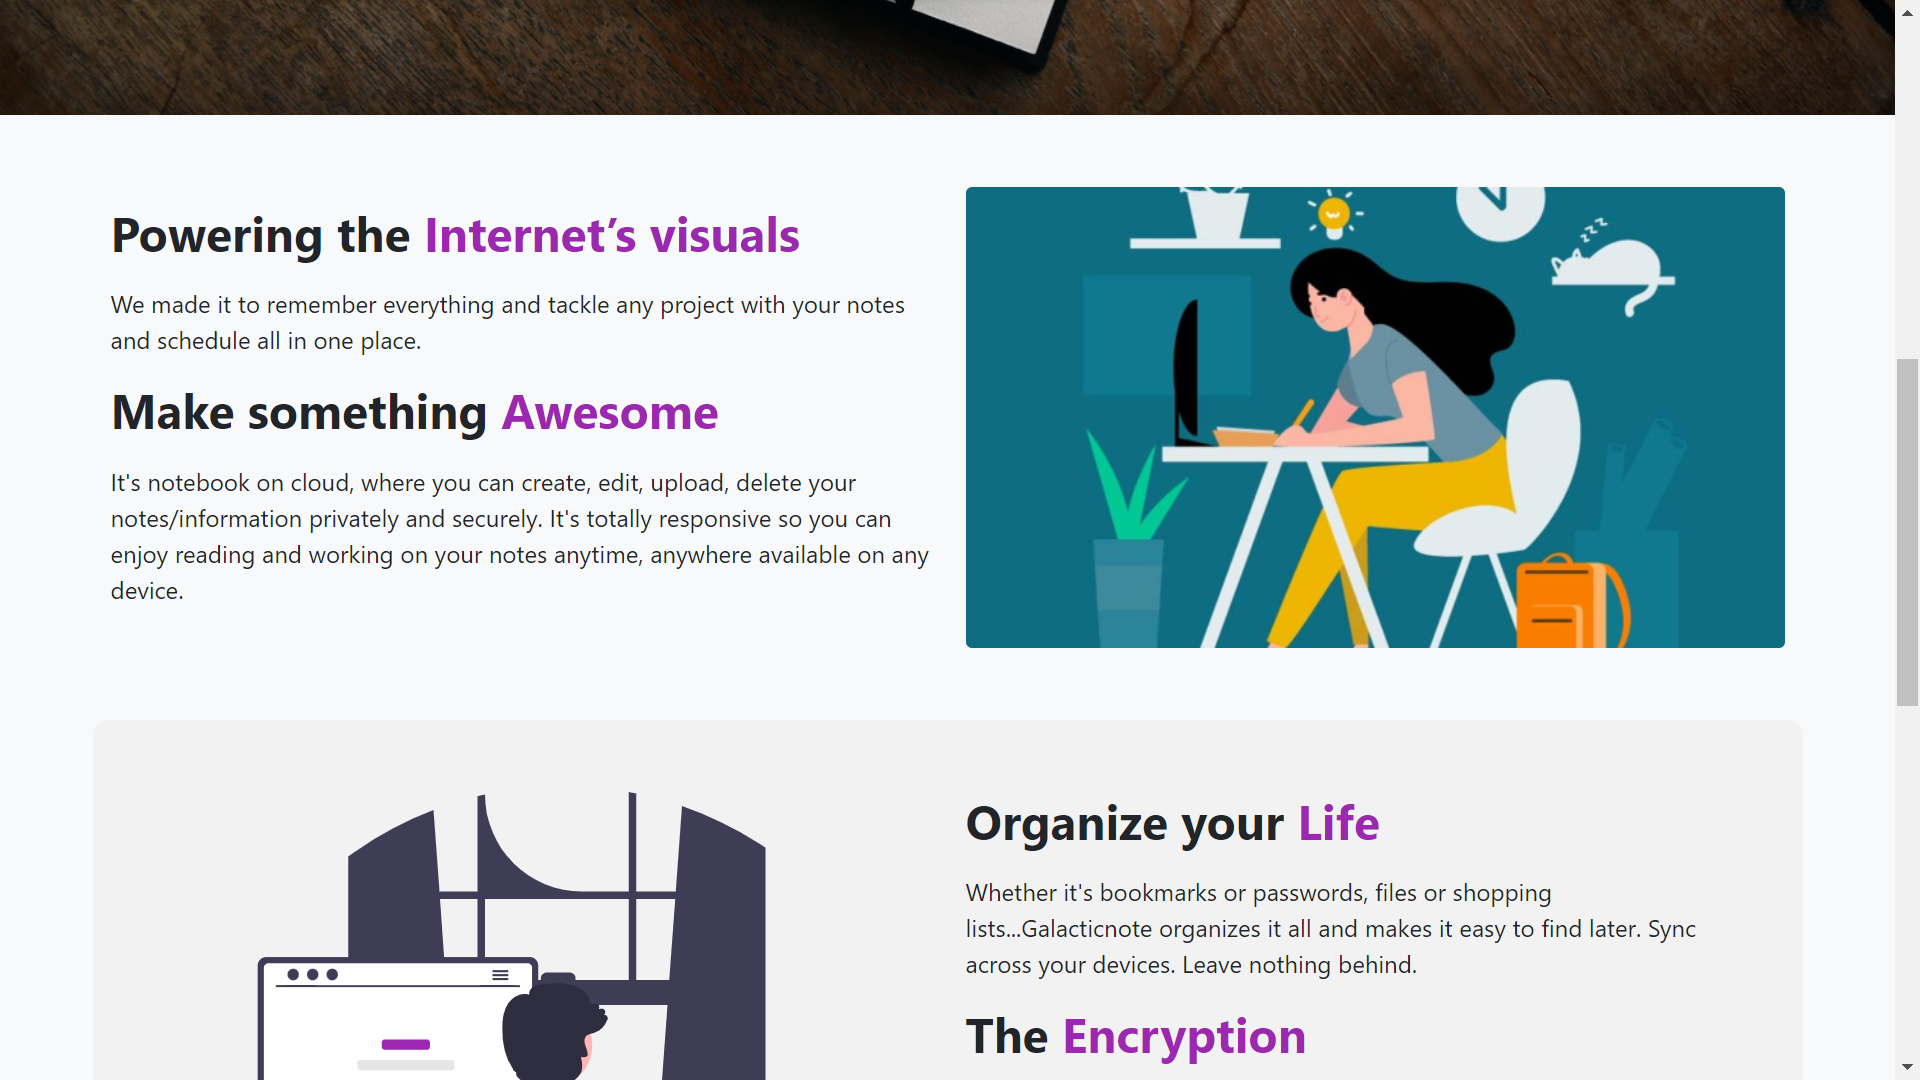 Powering the Internet’s visuals
We made it to remember everything and tackle any project with your notes
and schedule all in one place.
Make something Awesome
It's notebook on cloud, where you can create, edit, upload, delete your
notes/information privately and securely. It's totally responsive so you can
enjoy reading and working on your notes anytime, anywhere available on any
device.
Organize your Life
Whether it's bookmarks or passwords, files or shopping
lists...Galacticnote organizes it all and makes it easy to find later. Sync
across your devices. Leave nothing behind.
The Encryption